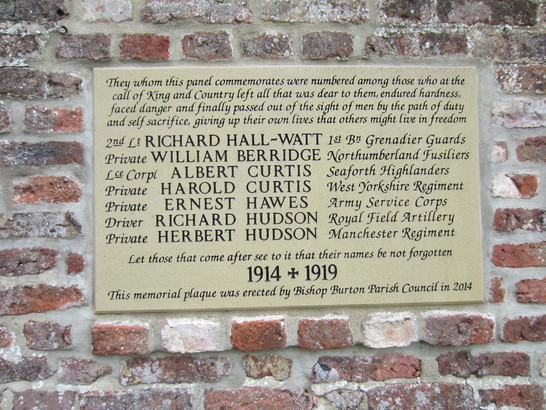 They whom this panel commemorates were numbered among those who at the
call of King and Country left all that was dear to them, endured hardness,
faced danger and finally passed out of the sight of men by the path of duty
and self sacrifice, giving up their own lives that others might live in freedom
2nd Lt RICHARD HALL-WATT 1st Bn Grenadier Guards
Private WILLIAM BERRIDGE Northumberland Fusiliers
Lce Corpl ALBERT CURTIS Seaforth Highlanders
Private HAROLD CURTIS West Yorkshire Regiment
Private ERNEST HAWES Army Service Corps
Driver RICHARD HUDSON Royal Field Artillery
Private HERBERT HUDSON Manchester Regiment
Let those that come after see to it that their names be not forgotten
1914 ✚ 1919
This memorial plaque was erected by Bishop Burton Parish Council in 2014